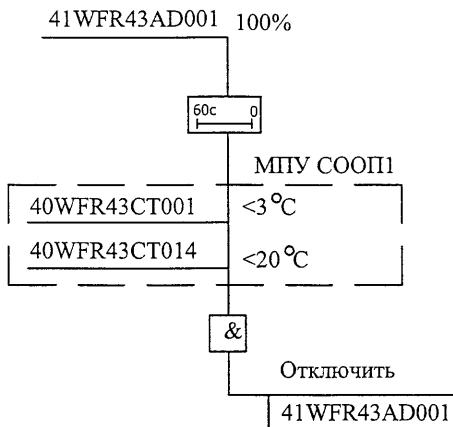 41WFR43AD001 100%
60с 0
МПУ СООП1
40WFR43CT001 <3°C
40WFR43CT014 <20°C
&
Отключить
41WFR43AD001